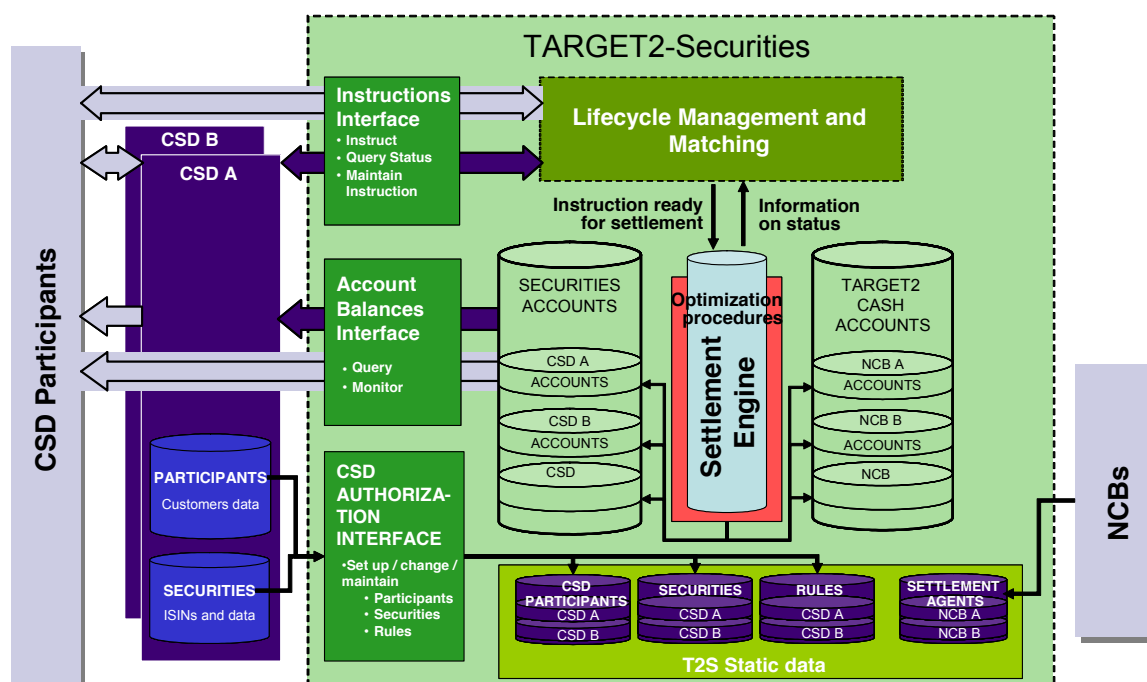 TARGET2-Securities
CSD Participants
CSD B
CSD A
Instructions
Interface
• Instruct
• Query Status
• Maintain
Instruction
Lifecycle Management and
Matching
Instruction ready
for settlement
Information
on status
Account
Balances
Interface
• Query
• Monitor
SECURITIES
ACCOUNTS
CSD A
ACCOUNTS
CSD B
ACCOUNTS
CSD
Optimization
procedures
Settlement
Engine
TARGET2
CASH
ACCOUNTS
NCB A
ACCOUNTS
NCB B
ACCOUNTS
NCB
NCBs
PARTICIPANTS
Customers data
SECURITIES
ISINs and data
CSD
AUTHORIZA-
TION
INTERFACE
•Set up / change /
maintain
• Participants
• Securities
• Rules
CSD
PARTICIPANTS
CSD A
CSD B
SECURITIES
CSD A
CSD B
RULES
CSD A
CSD B
SETTLEMENT
AGENTS
NCB A
NCB B
T2S Static data